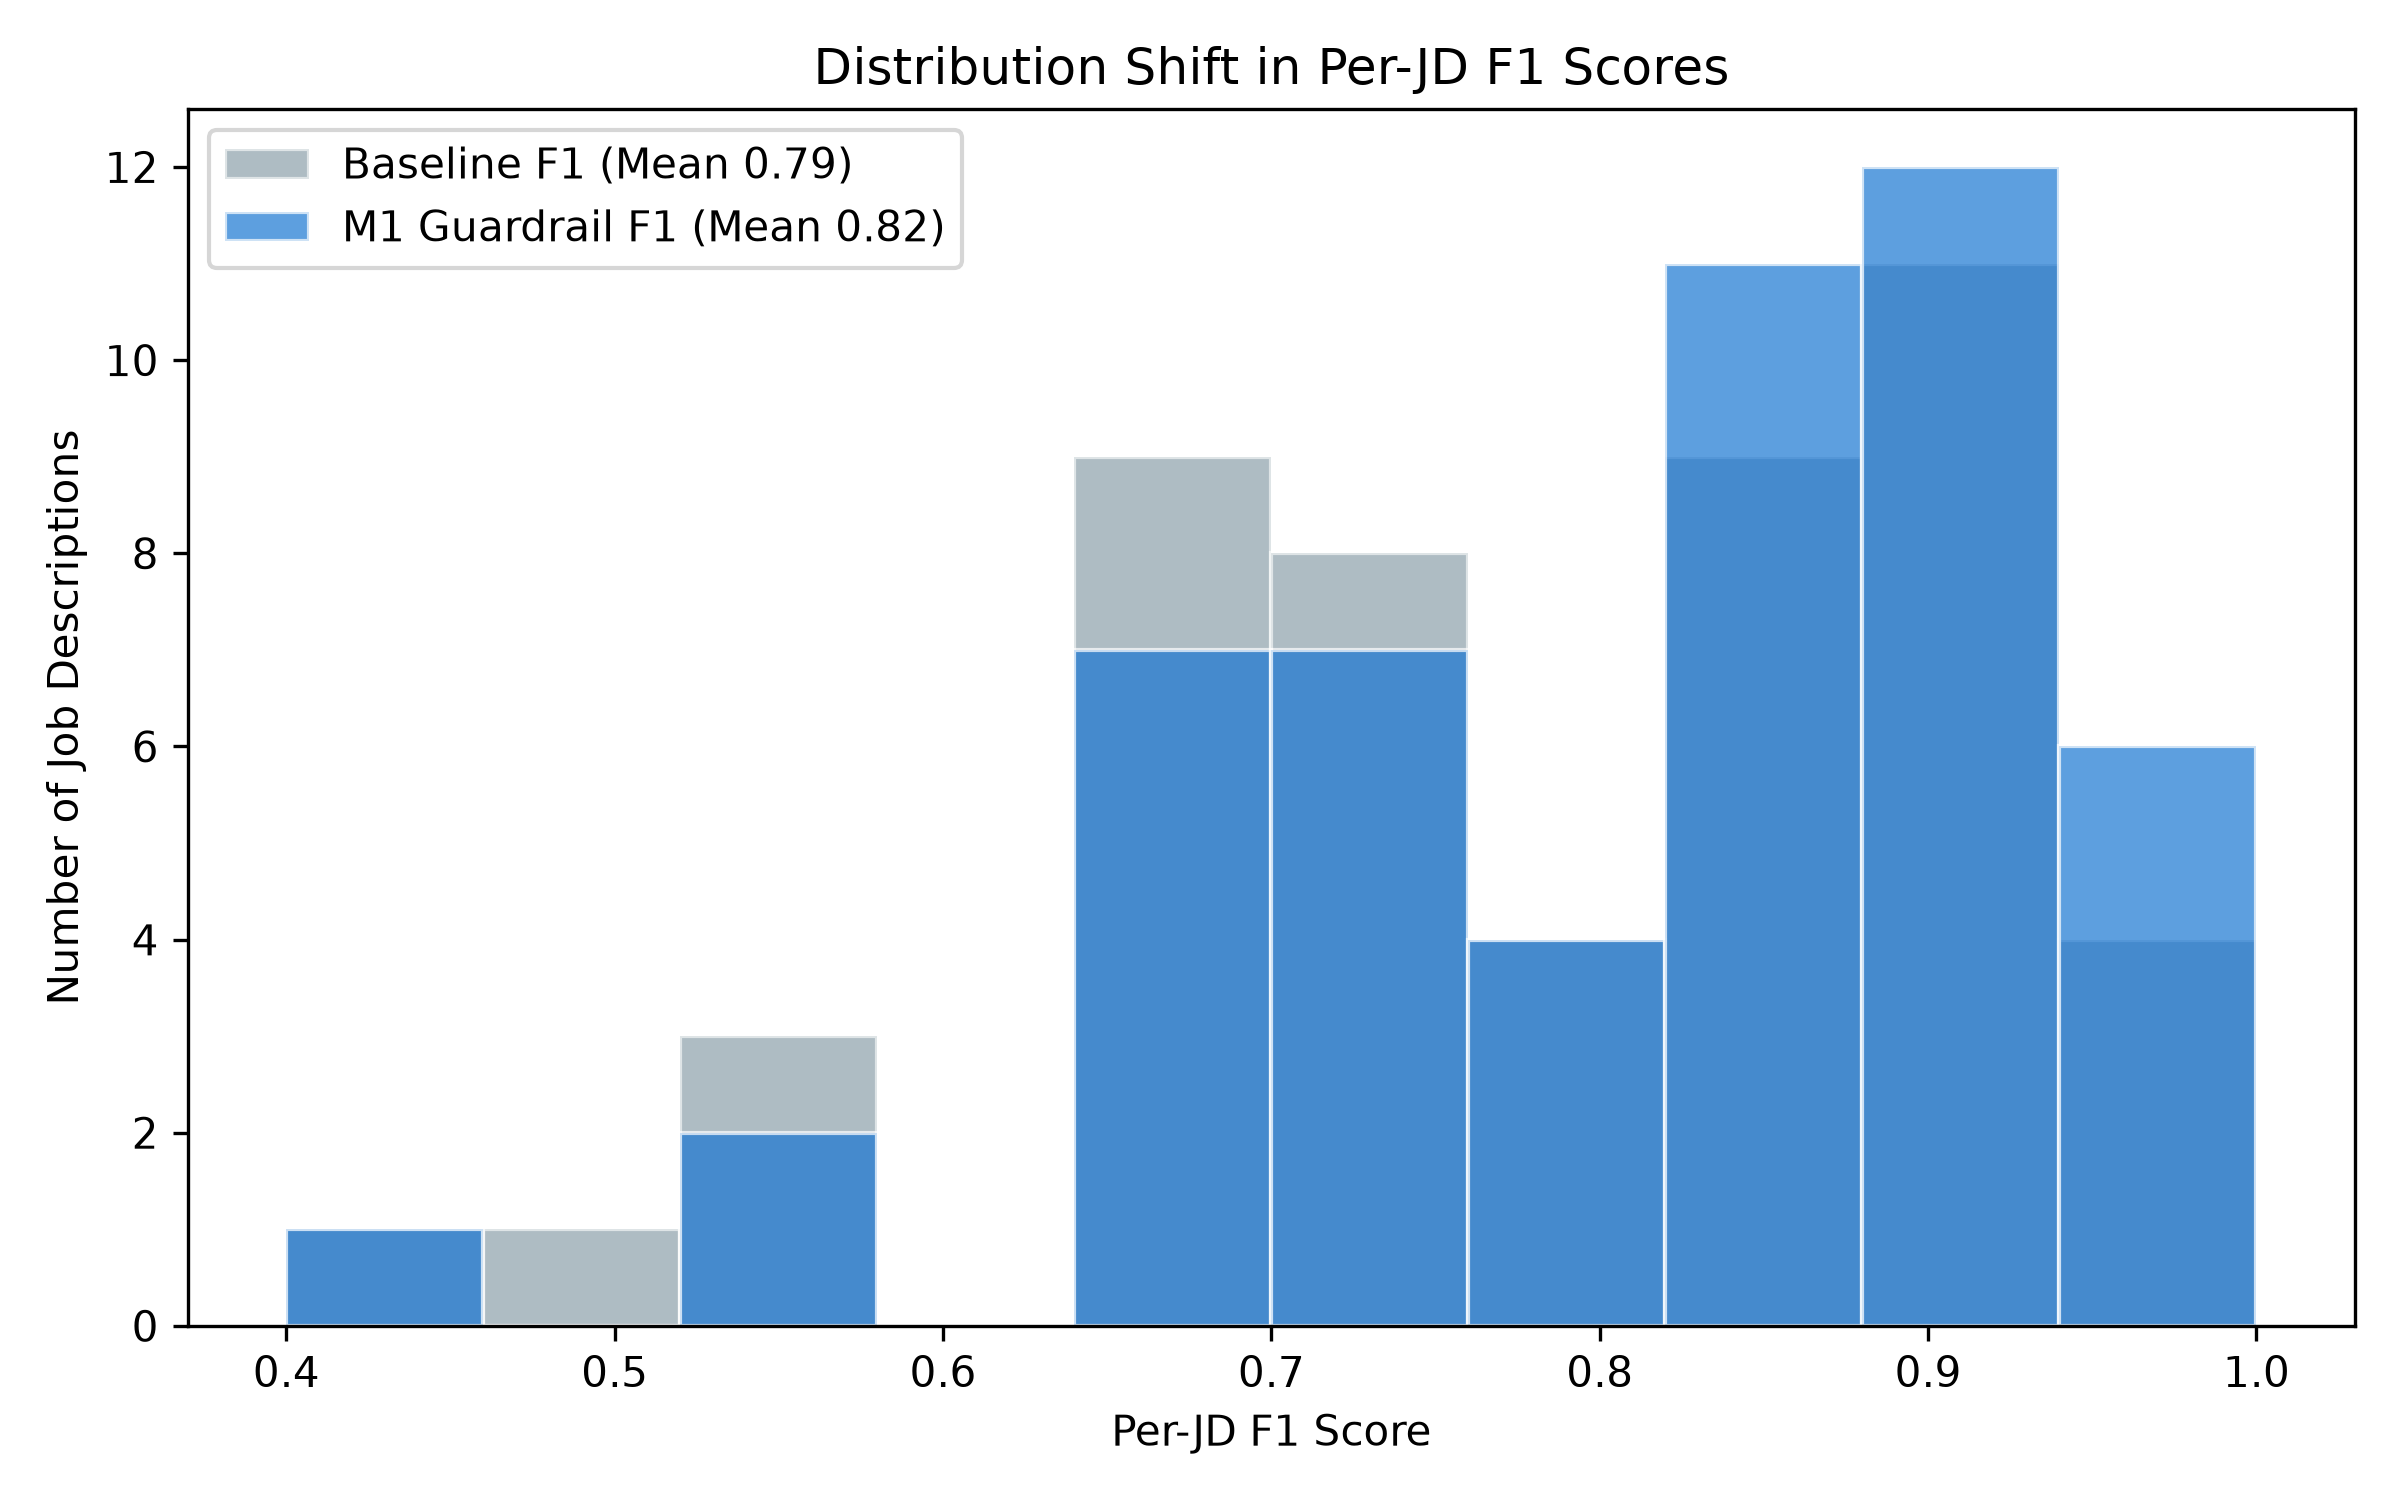 Distribution Shift in Per-JD F1 Scores
Baseline F1 (Mean 0.79)
M1 Guardrail F1 (Mean 0.82)
Number of Job Descriptions
12
10
8
6
4
2
0
0.4 0.5 0.6 0.7 0.8 0.9 1.0
Per-JD F1 Score